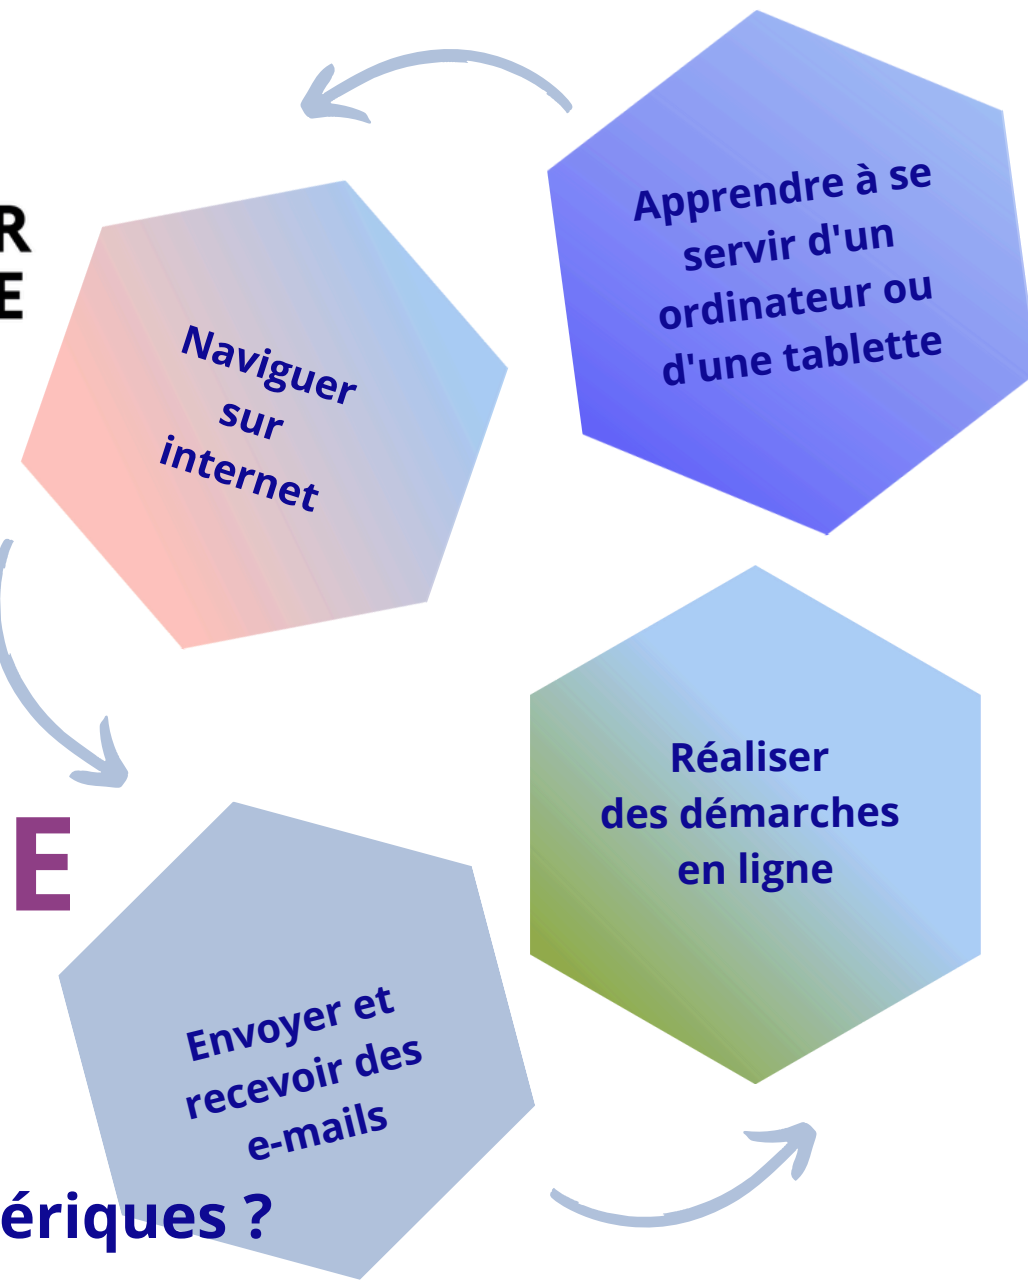 Apprendre à se
servir d'un
ordinateur ou
d'une tablette
R
E
Naviguer
sur
internet
Réaliser
des démarches
en ligne
E
Envoyer et
recevoir des
e-mails
ériques ?